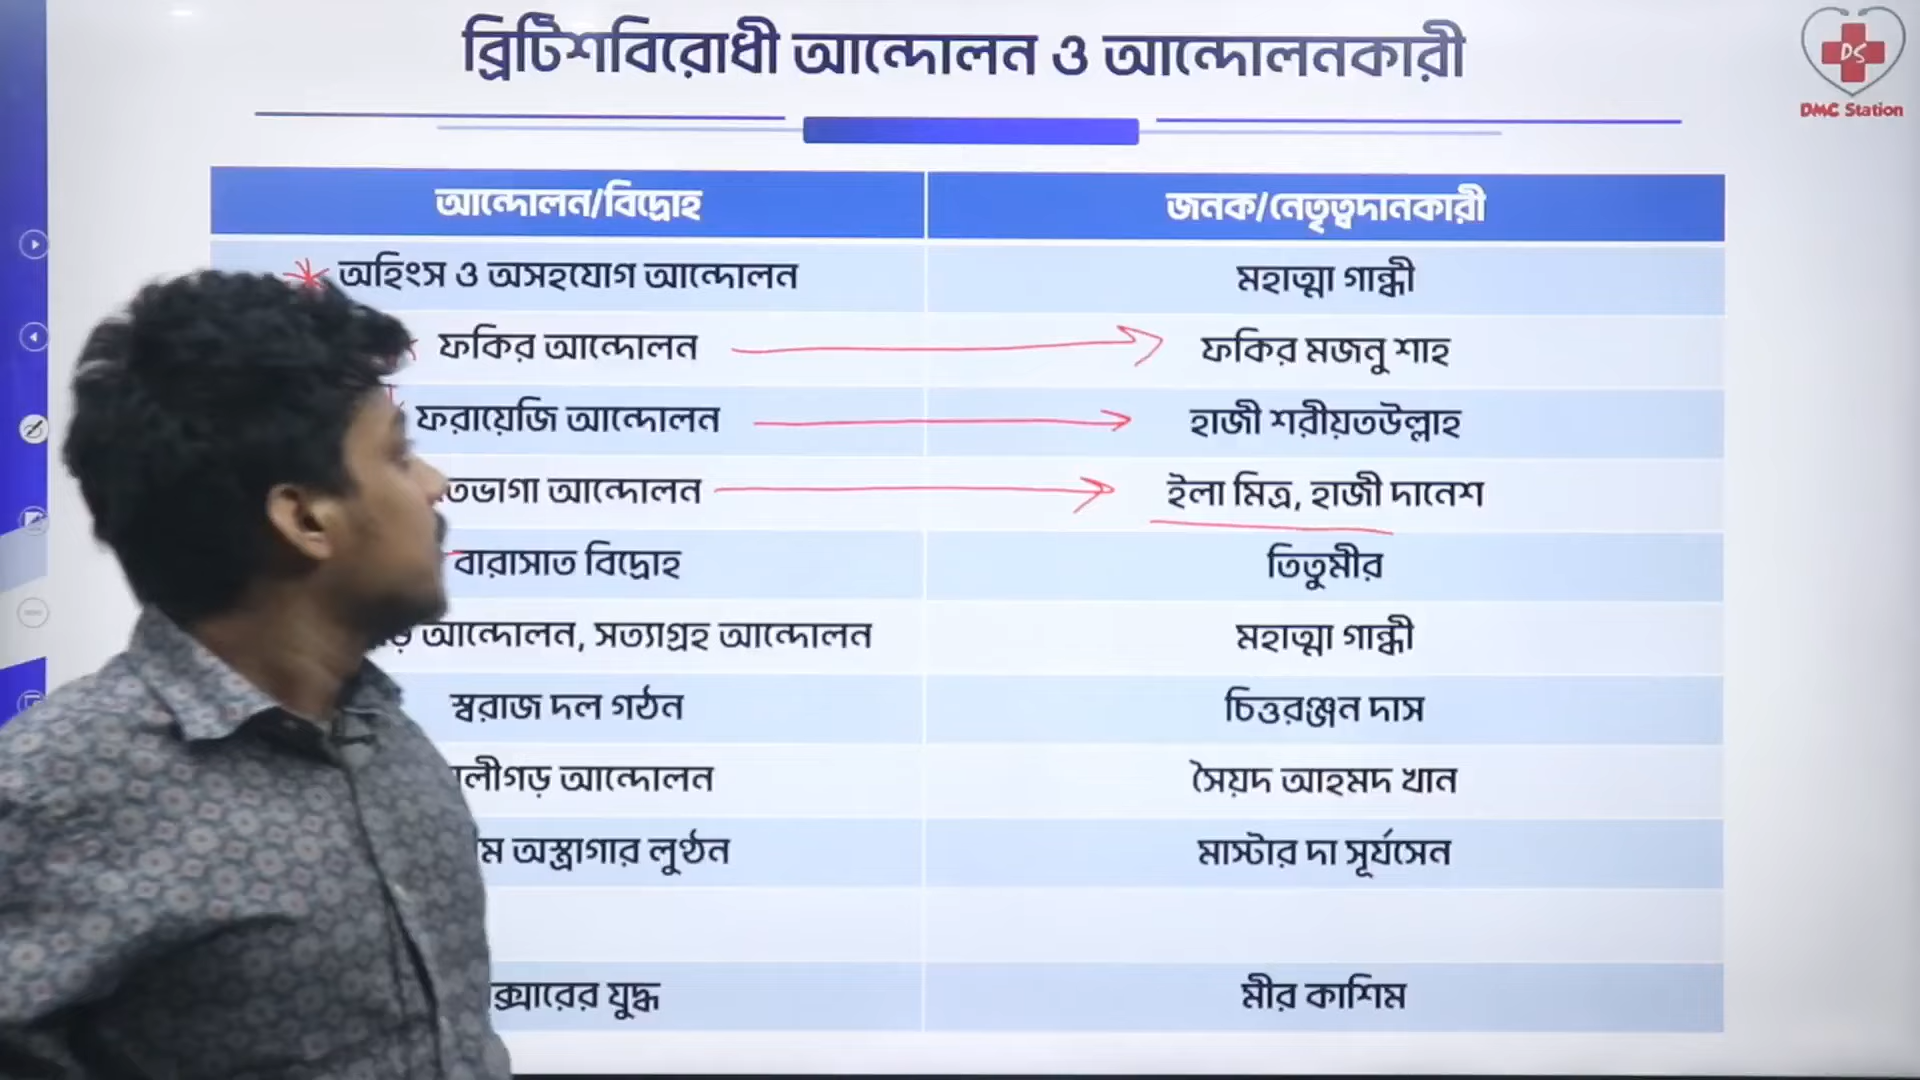 ব্রিটিশবিরোধী আন্দোলন ও আন্দোলনকারী
DS
DMC Station
আন্দোলন/বিদ্রোহ জনক/নেতৃত্বদানকারী
অহিংস ও অসহযোগ আন্দোলন মহাত্মা গান্ধী
ফকির আন্দোলন ফকির মজনু শাহ
ফরায়েজি আন্দোলন হাজী শরীয়তউল্লাহ
আন্দোলন ইলা মিত্র, হাজী দানেশ
বারাসাত বিদ্রোহ তিতুমীর
আন্দোলন, সত্যাগ্রহ আন্দোলন মহাত্মা গান্ধী
স্বরাজ দল গঠন চিত্তরঞ্জন দাস
আন্দোলন সৈয়দ আহমদ খান
অস্ত্রাগার লুণ্ঠন মাস্টার দা সূর্যসেন
যুদ্ধ মীর কাশিম